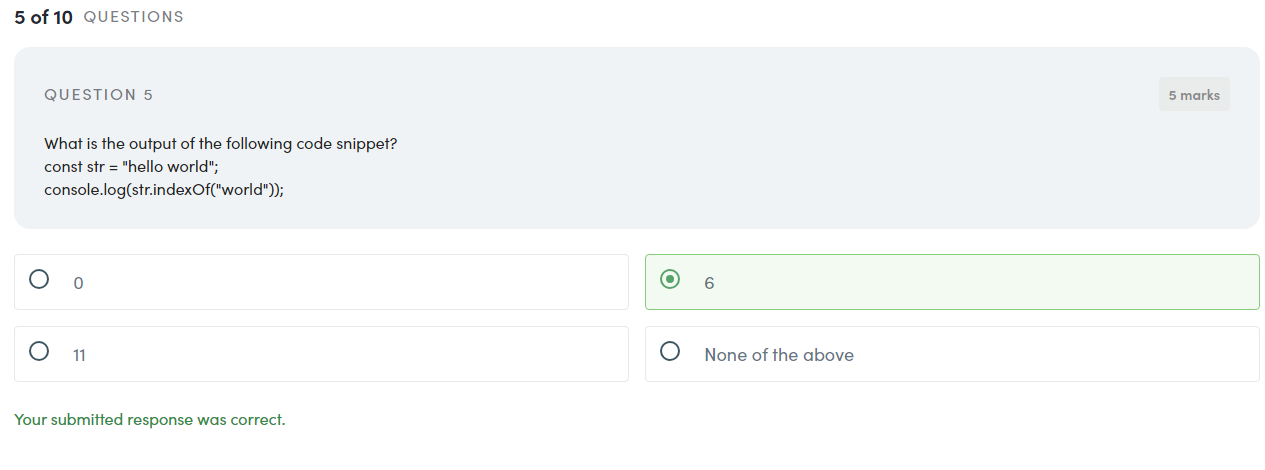 5 of 10 QUESTIONS
QUESTION 5
5 marks
What is the output of the following code snippet?
const str = "hello world";
console.log(str.indexOf("world"));
0
6
11
None of the above
Your submitted response was correct.